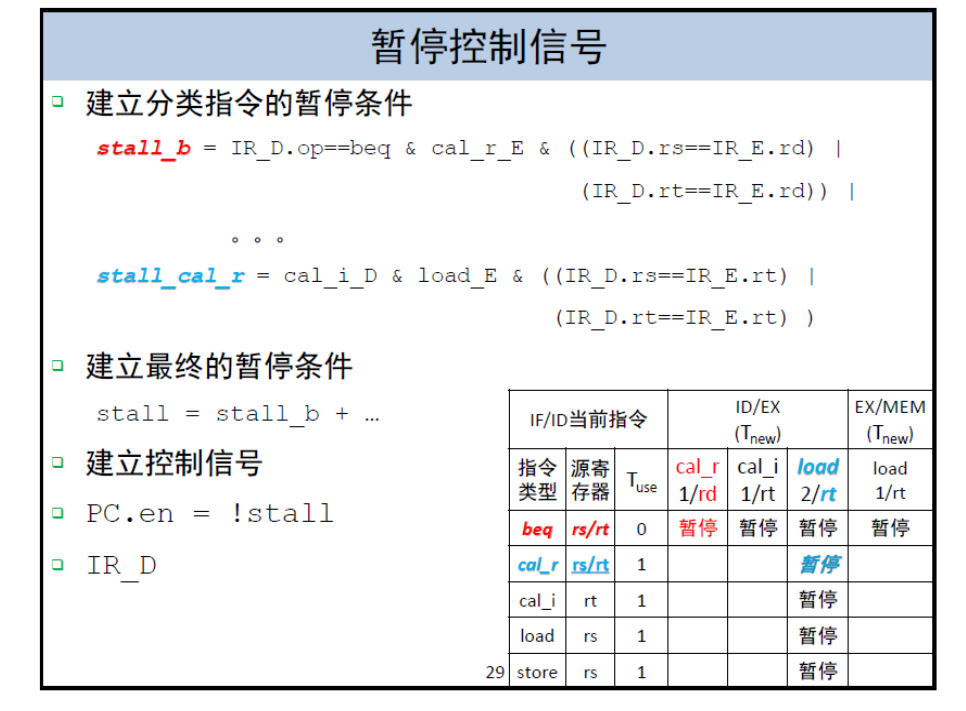 暂停控制信号
建立分类指令的暂停条件
stall_b = IR_D.op==beq & cal_r_E & ((IR_D.rs==IR_E.rd) |
(IR_D.rt==IR_E.rd)) |
。。。
stall_cal_r = cal_i_D & load_E & ((IR_D.rs==IR_E.rt) |
(IR_D.rt==IR_E.rt) )
建立最终的暂停条件
stall = stall_b + …
建立控制信号
PC.en = !stall
IR_D
IF/ID当前指令 ID/EX (Tnew) EX/MEM (Tnew)
指令类型 源寄存器 Tuse cal_r 1/rd cal_i 1/rt load 2/rt load 1/rt
beq rs/rt 0 暂停 暂停 暂停 暂停
cal_r rs/rt 1 暂停
cal_i rt 1 暂停
load rs 1 暂停
store rs 1 暂停
29